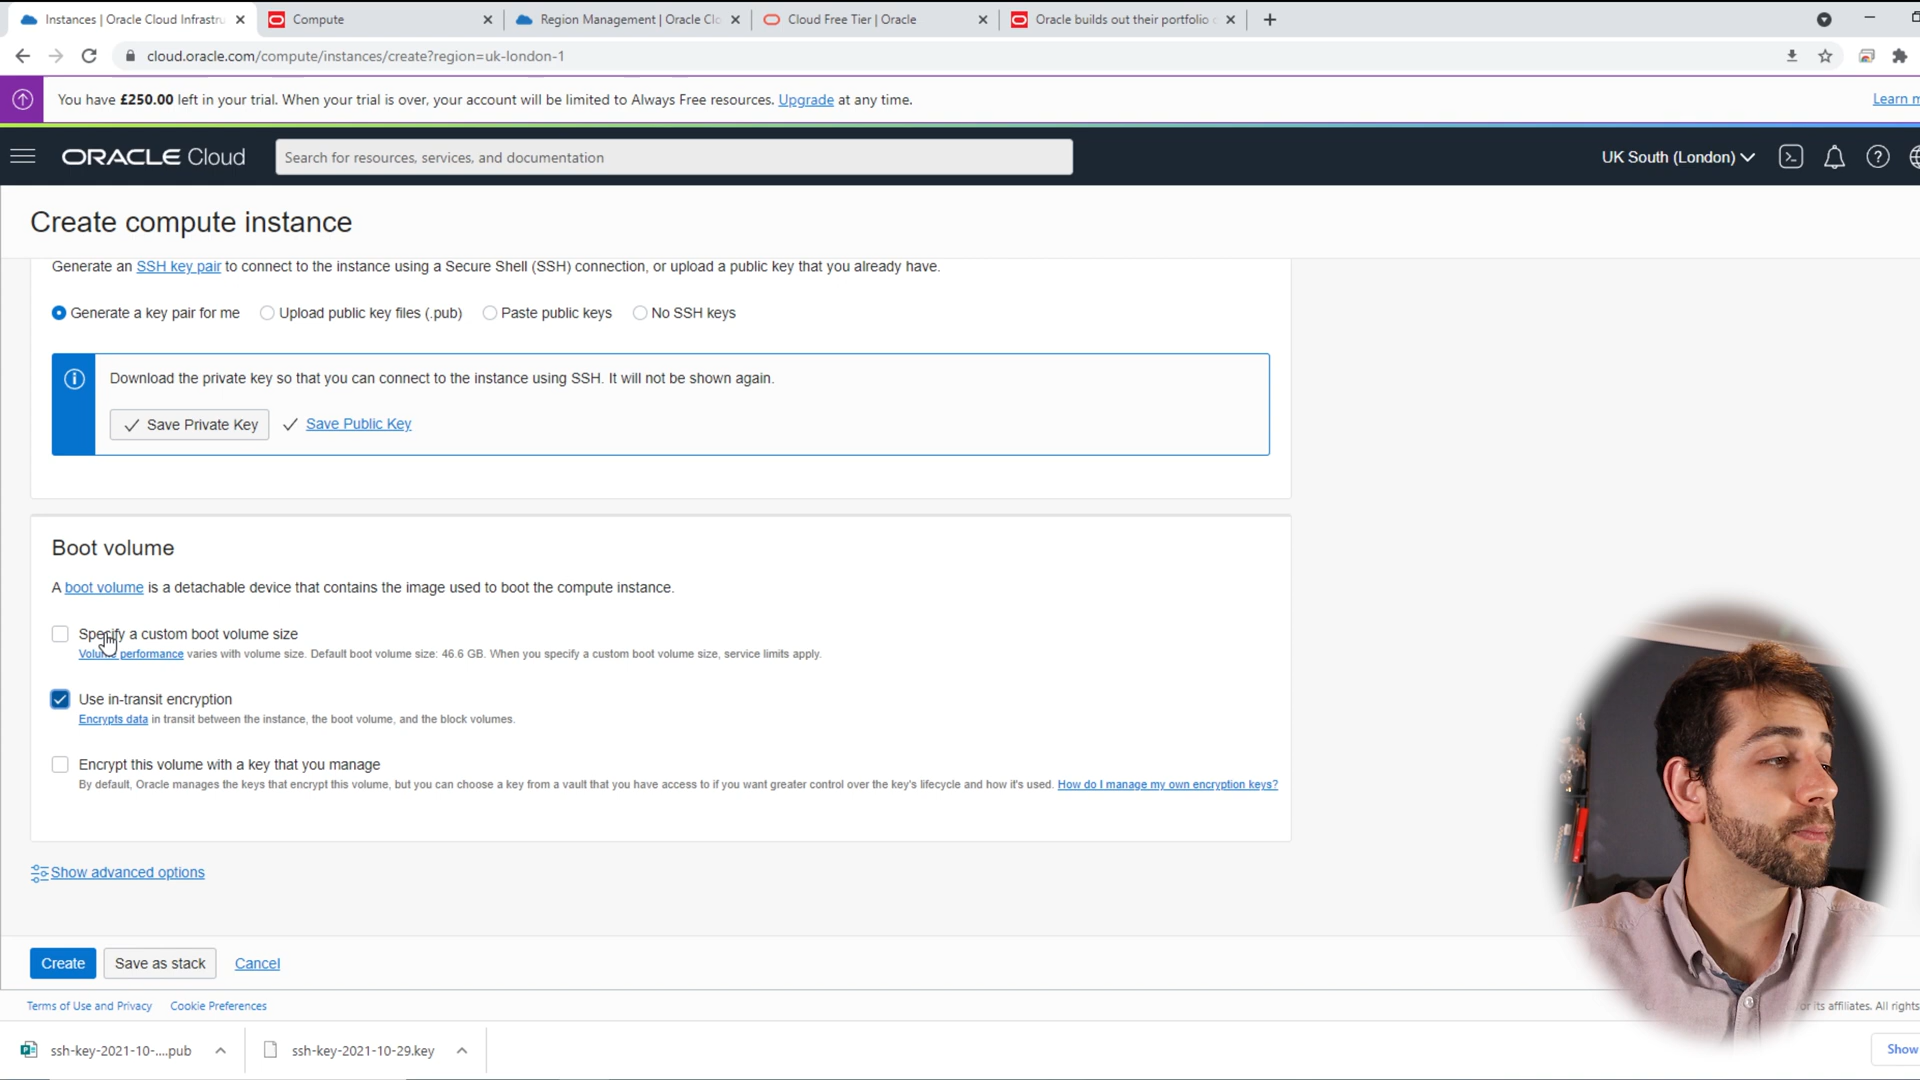 Instances | Oracle Cloud Infrastru
Compute
Region Management | Oracle Clo
Cloud Free Tier | Oracle
Oracle builds out their portfolio
cloud.oracle.com/compute/instances/create?region=uk-london-1
You have £250.00 left in your trial. When your trial is over, your account will be limited to Always Free resources. Upgrade at any time.
Learn m
ORACLE Cloud
Search for resources, services, and documentation
UK South (London)
Create compute instance
Generate an SSH key pair to connect to the instance using a Secure Shell (SSH) connection, or upload a public key that you already have.
Generate a key pair for me
Upload public key files (.pub)
Paste public keys
No SSH keys
Download the private key so that you can connect to the instance using SSH. It will not be shown again.
Save Private Key
Save Public Key
Boot volume
A boot volume is a detachable device that contains the image used to boot the compute instance.
Specify a custom boot volume size
Volume performance varies with volume size. Default boot volume size: 46.6 GB. When you specify a custom boot volume size, service limits apply.
Use in-transit encryption
Encrypts data in transit between the instance, the boot volume, and the block volumes.
Encrypt this volume with a key that you manage
By default, Oracle manages the keys that encrypt this volume, but you can choose a key from a vault that you have access to if you want greater control over the key's lifecycle and how it's used. How do I manage my own encryption keys?
Show advanced options
Create
Save as stack
Cancel
Terms of Use and Privacy
Cookie Preferences
or its affiliates. All rights
ssh-key-2021-10-....pub
ssh-key-2021-10-29.key
Show